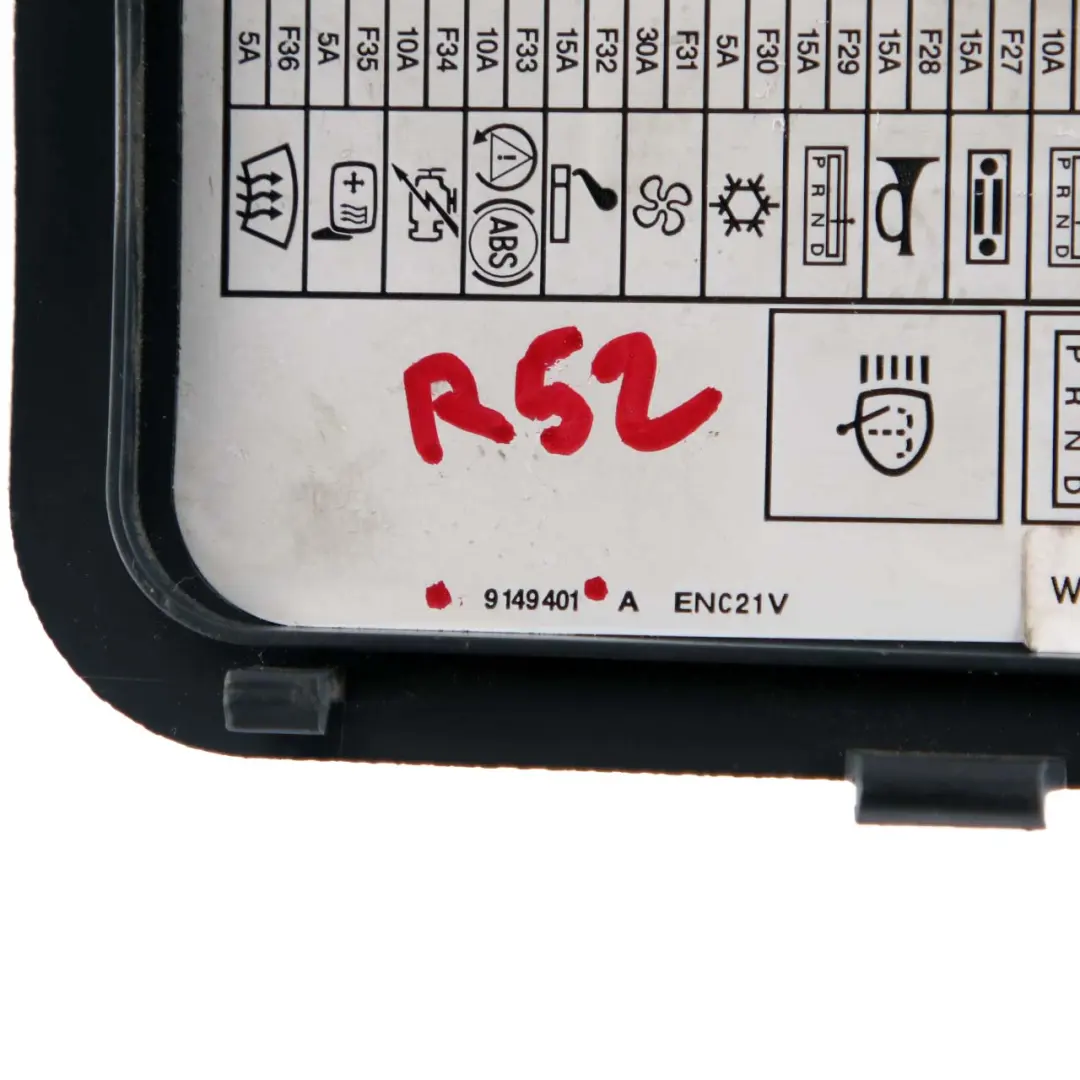 5A F36 5A F35 10A F34 10A F33 15A F32 30A F31 5A F30 15A F29 15A F28 15A F27 10A
ABS P R N D P R N D
R52
P R N D
9149401 A ENC21V W